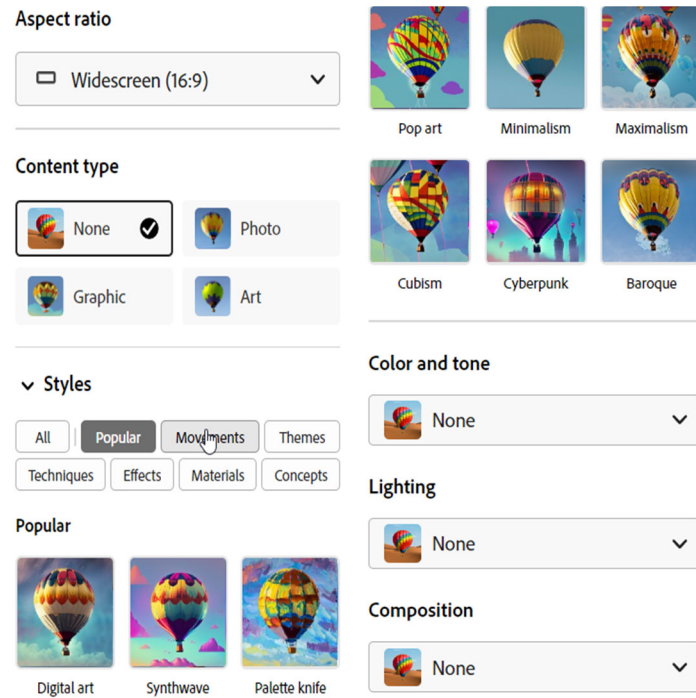 Aspect ratio
Widescreen (16:9)
Content type
None
Photo
Graphic
Art
Styles
All
Popular
Movements
Themes
Techniques
Effects
Materials
Concepts
Popular
Digital art
Synthwave
Palette knife
Pop art
Minimalism
Maximalism
Cubism
Cyberpunk
Baroque
Color and tone
None
Lighting
None
Composition
None